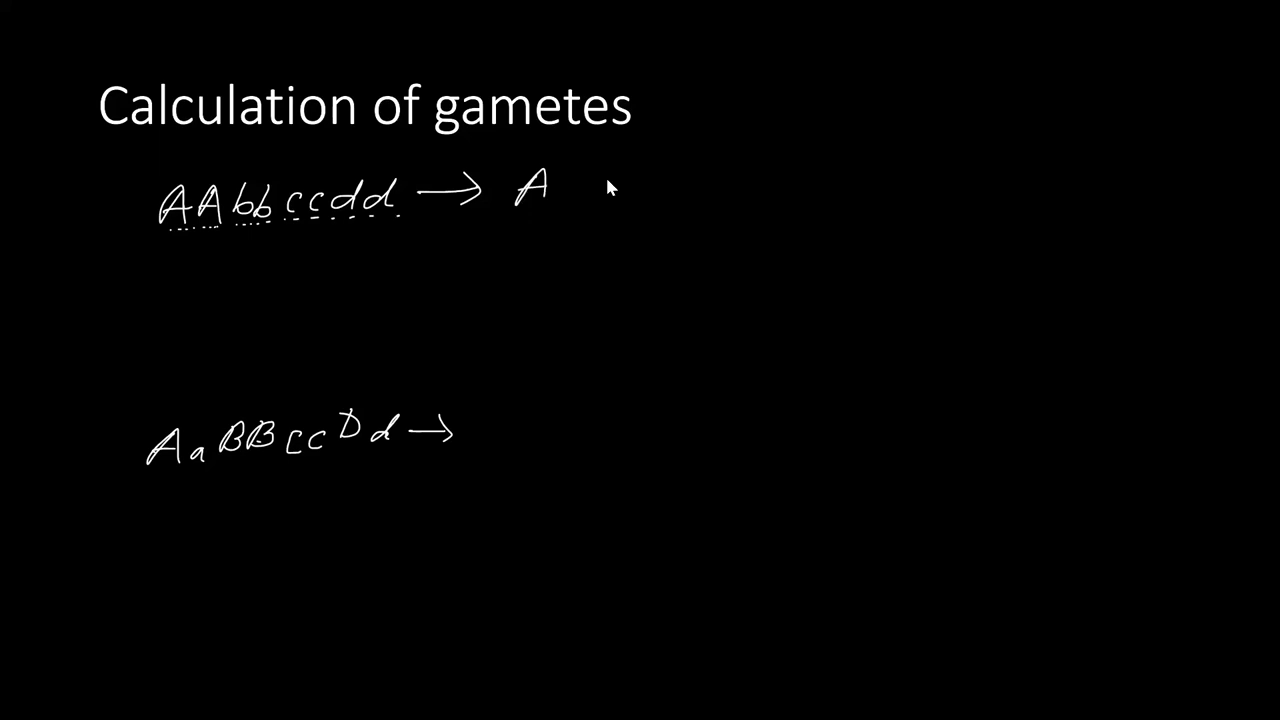 Calculation of gametes
AAbbccdd → A
AaBBccDd →